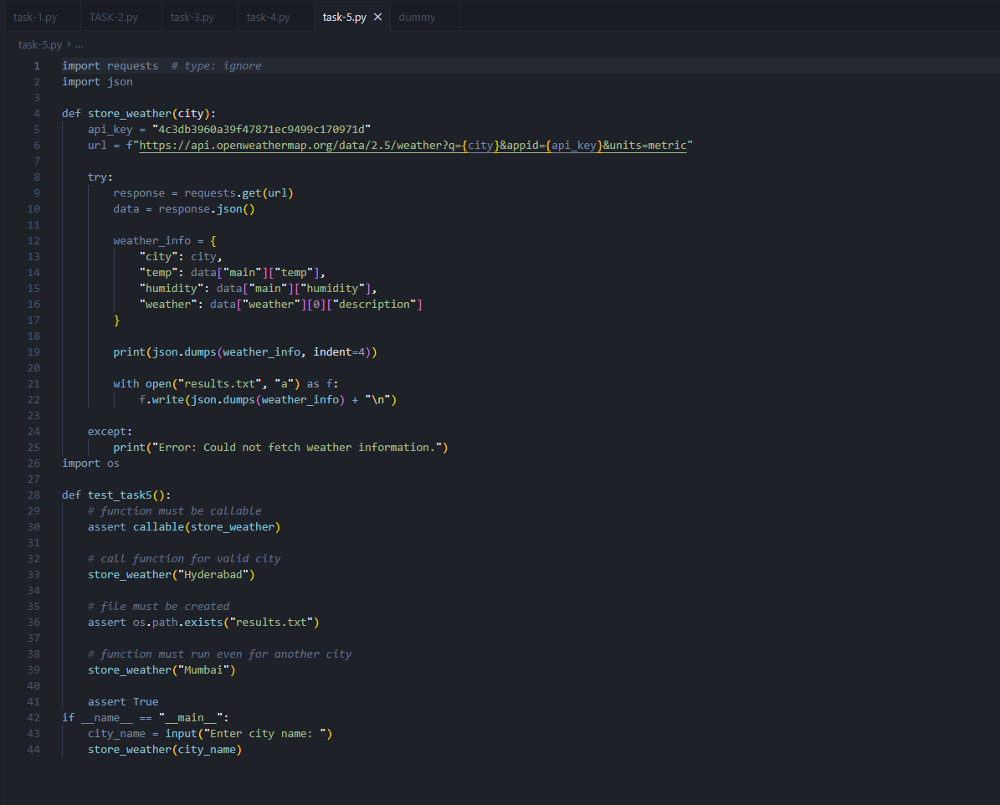 task-1.py TASK-2.py task-3.py task-4.py task-5.py × dummy
task-5.py > ...
1 import requests  # type: ignore
2 import json
3
4 def store_weather(city):
5     api_key = "4c3db3960a39f47871ec9499c170971d"
6     url = f"https://api.openweathermap.org/data/2.5/weather?q={city}&appid={api_key}&units=metric"
7
8     try:
9         response = requests.get(url)
10         data = response.json()
11
12         weather_info = {
13             "city": city,
14             "temp": data["main"]["temp"],
15             "humidity": data["main"]["humidity"],
16             "weather": data["weather"][0]["description"]
17         }
18
19         print(json.dumps(weather_info, indent=4))
20
21         with open("results.txt", "a") as f:
22             f.write(json.dumps(weather_info) + "\n")
23
24     except:
25         print("Error: Could not fetch weather information.")
26 import os
27
28 def test_task5():
29     # function must be callable
30     assert callable(store_weather)
31
32     # call function for valid city
33     store_weather("Hyderabad")
34
35     # file must be created
36     assert os.path.exists("results.txt")
37
38     # function must run even for another city
39     store_weather("Mumbai")
40
41     assert True
42 if __name__ == "__main__":
43     city_name = input("Enter city name: ")
44     store_weather(city_name)